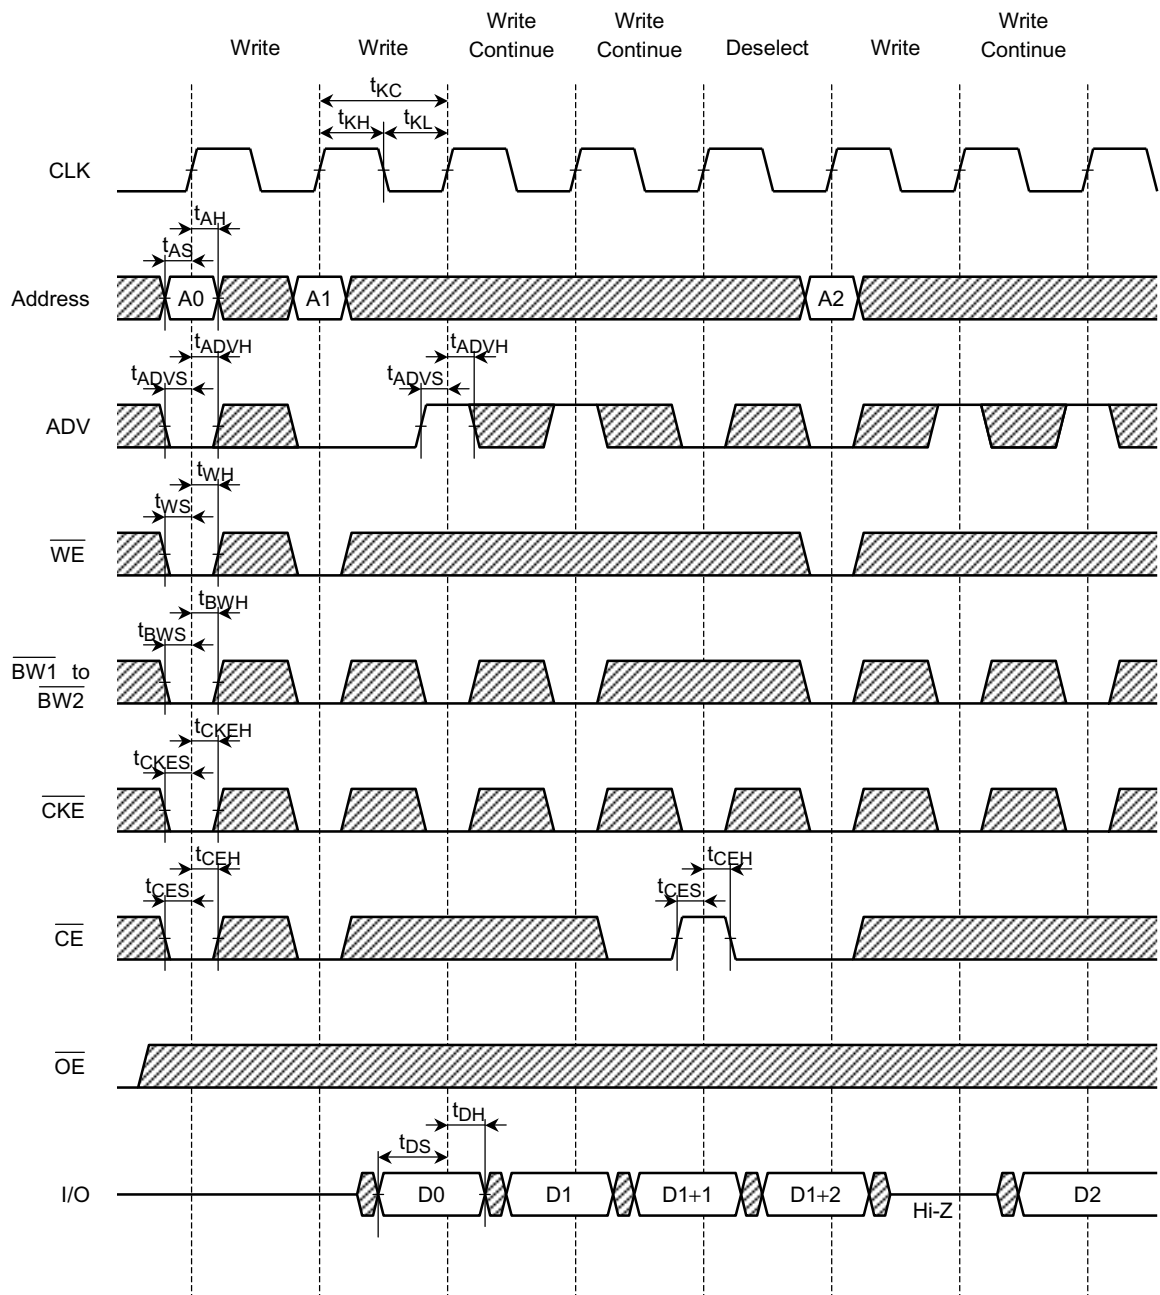 Write
Write
Write
Continue
Write
Continue
Deselect
Write
Write
Continue
tKC
tKH
tKL
CLK
tAH
tAS
Address
A0
A1
A2
tADVH
tADVS
tADVH
tADVS
ADV
tWH
tWS
WE
tBWH
tBWS
BW1 to
BW2
tCKEH
tCKES
CKE
tCEH
tCES
tCEH
tCES
CE
OE
tDH
tDS
I/O
D0
D1
D1+1
D1+2
Hi-Z
D2